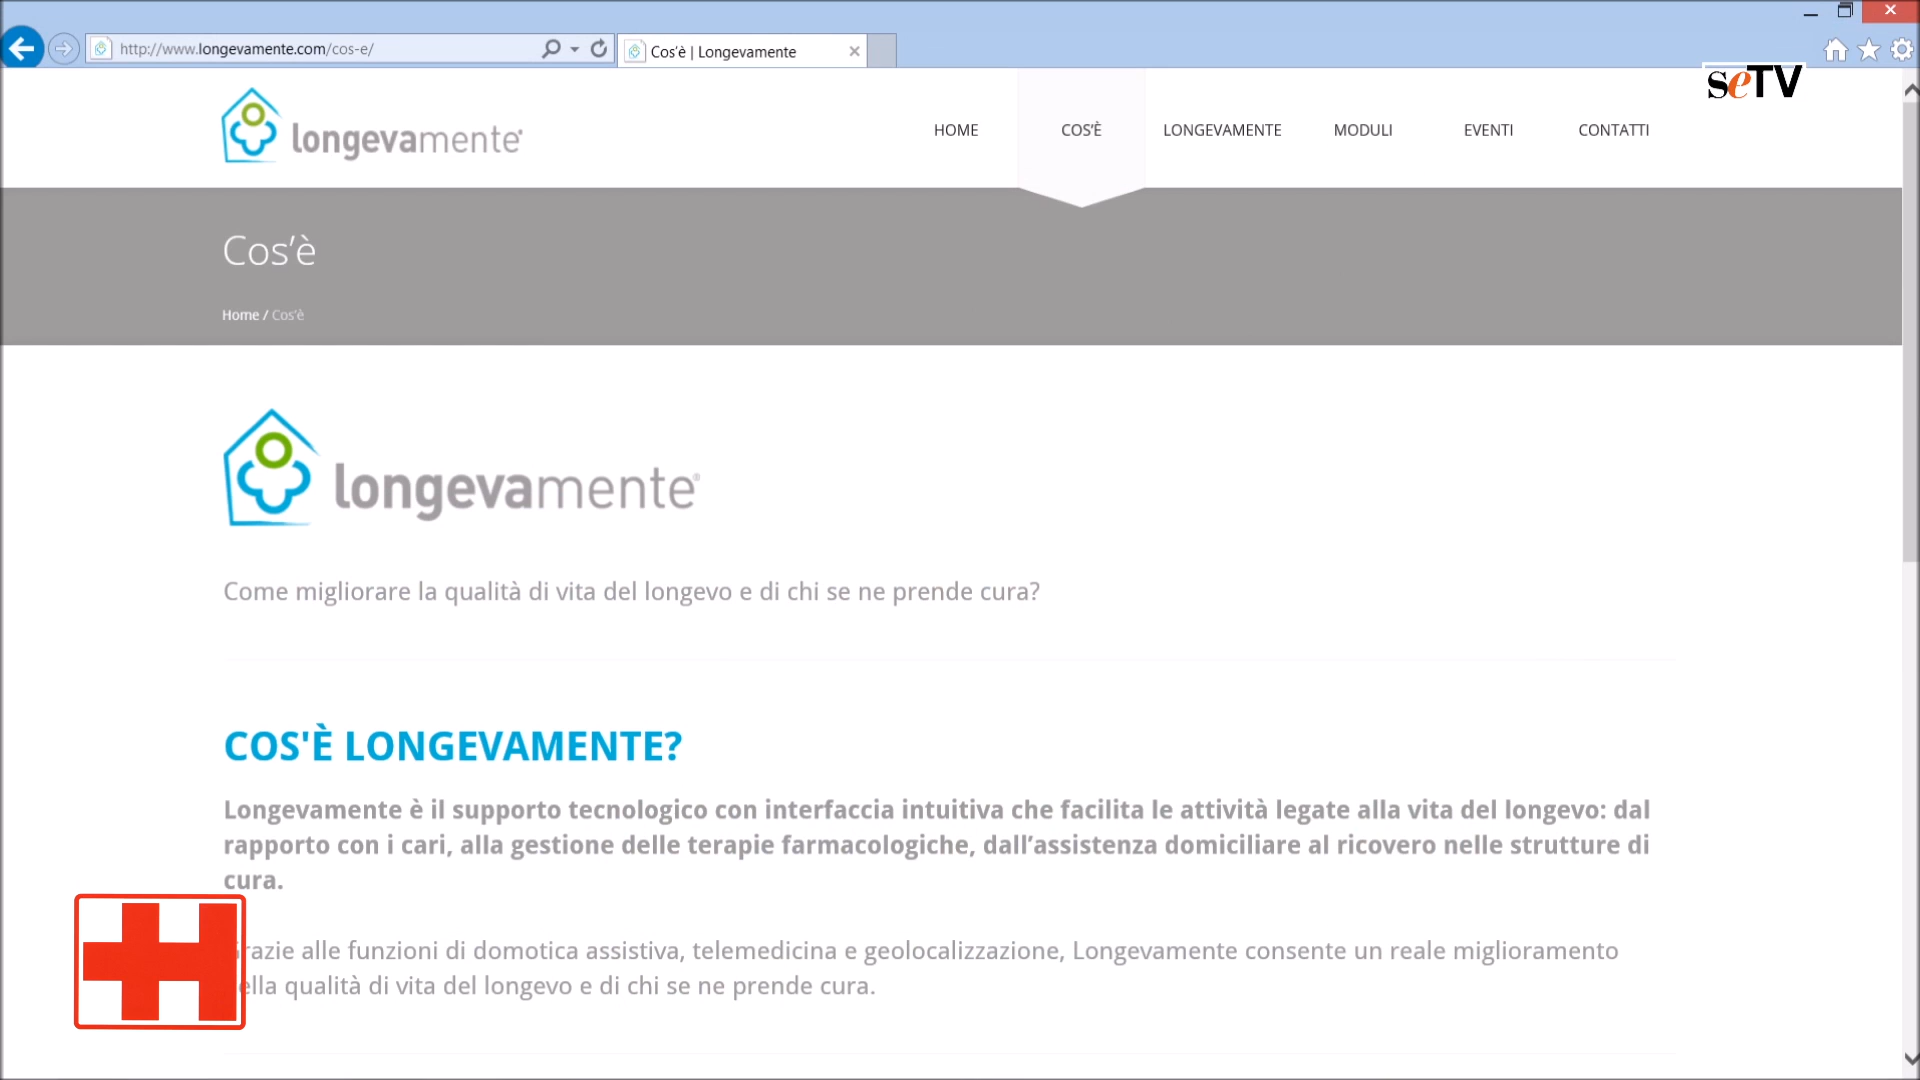 http://www.longevamente.com/cos-e/
Cos'è | Longevamente
seTV
longevamente
HOME
COS'È
LONGEVAMENTE
MODULI
EVENTI
CONTATTI
Cos'è
Home / Cos'è
longevamente®
Come migliorare la qualità di vita del longevo e di chi se ne prende cura?
COS'È LONGEVAMENTE?
Longevamente è il supporto tecnologico con interfaccia intuitiva che facilita le attività legate alla vita del longevo: dal
rapporto con i cari, alla gestione delle terapie farmacologiche, dall’assistenza domiciliare al ricovero nelle strutture di
cura.
razie alle funzioni di domotica assistiva, telemedicina e geolocalizzazione, Longevamente consente un reale miglioramento
ella qualità di vita del longevo e di chi se ne prende cura.
H